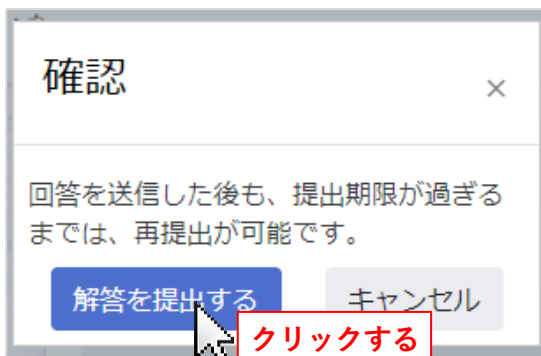 確認
×
回答を送信した後も、提出期限が過ぎる
までは、再提出が可能です。
解答を提出する
キャンセル
クリックする